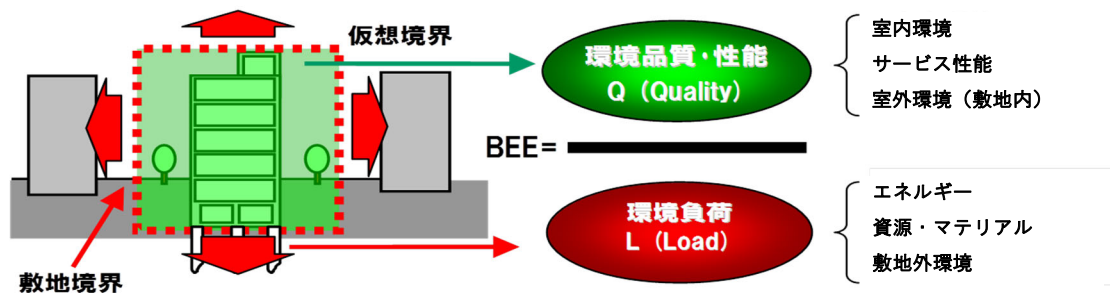 仮想境界
敷地境界
環境品質・性能
Q（Quality）
BEE=
環境負荷
L（Load）
室内環境
サービス性能
室外環境（敷地内）
エネルギー
資源・マテリアル
敷地外環境